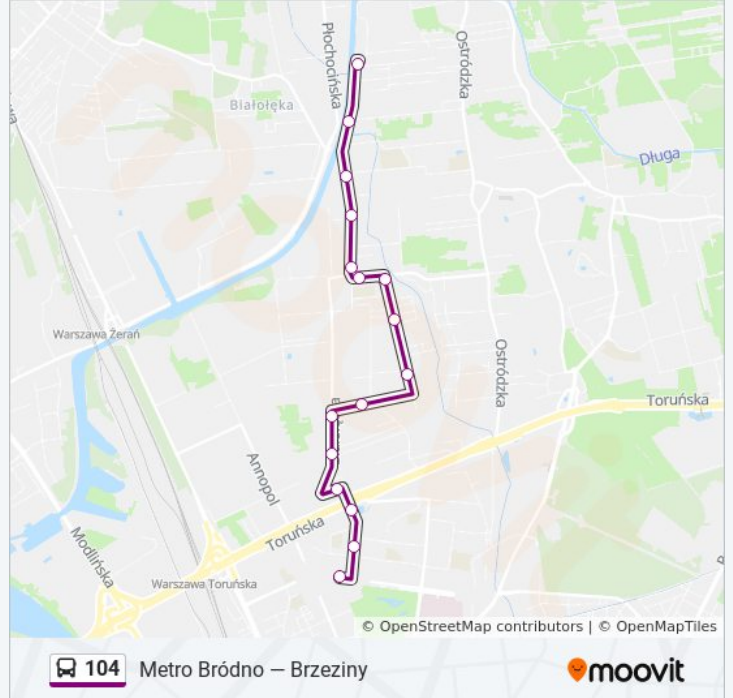 Płochocińska
Ostródzka
Białołęka
Długa
Warszawa Żerań
Ostródzka
Toruńska
Annopol
Toruńska
Modlińska
Warszawa Toruńska
© OpenStreetMap contributors | © OpenMapTiles
104 Metro Bródno — Brzeziny
moovit